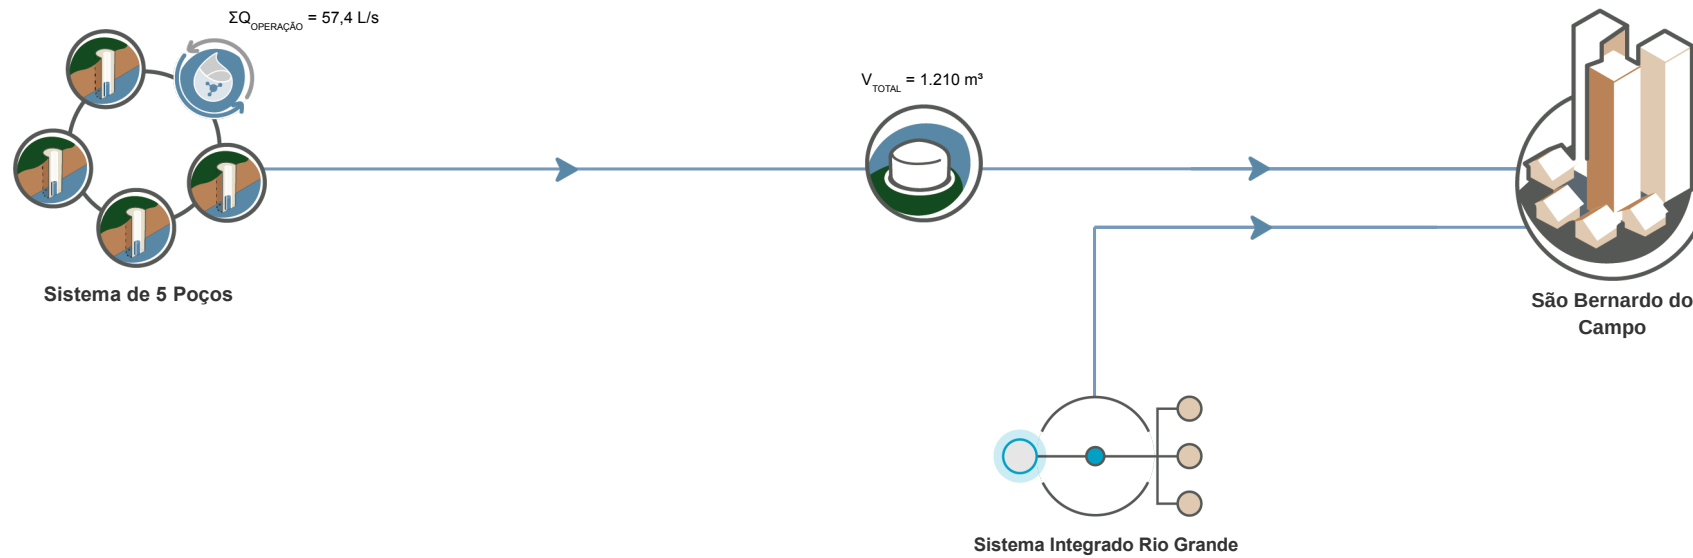 ΣQOPERAÇÃO = 57,4 L/s
VTOTAL = 1.210 m³
Sistema de 5 Poços
São Bernardo do
Campo
Sistema Integrado Rio Grande